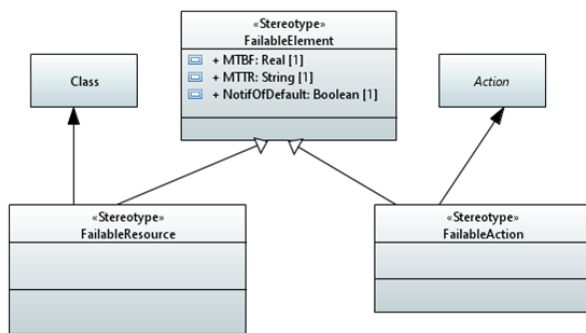 «Stereotype»
FailableElement
+ MTBF: Real [1]
+ MTTR: String [1]
+ NotifOfDefault: Boolean [1]
Class
Action
«Stereotype»
FailableResource
«Stereotype»
FailableAction